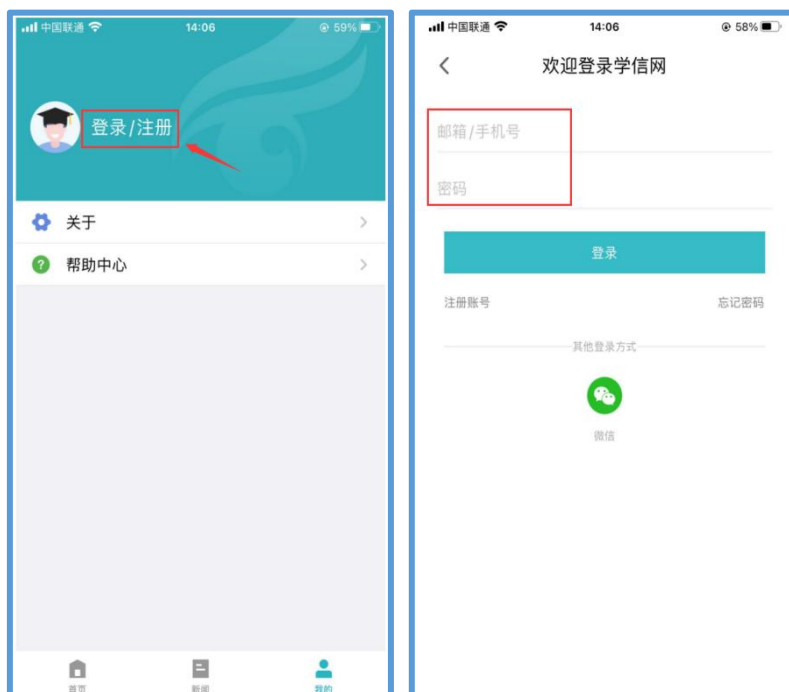 中国联通 14:06 59%
登录/注册
关于
帮助中心
首页 新闻 我的
中国联通 14:06 58%
欢迎登录学信网
邮箱/手机号
密码
登录
注册账号 忘记密码
其他登录方式
微信